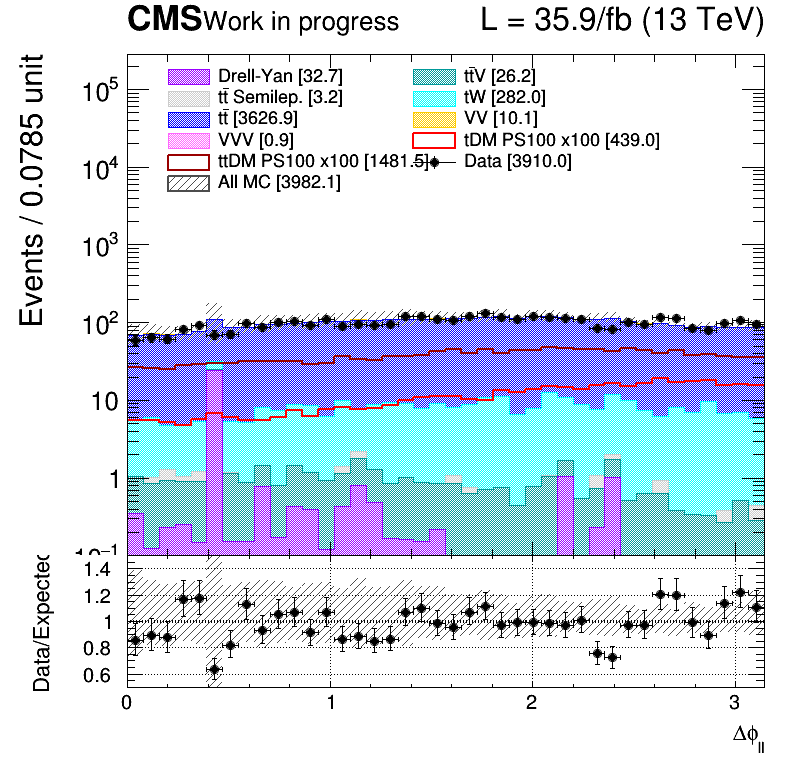 CMS Work in progress L = 35.9/fb (13 TeV)
Events / 0.0785 unit
10⁵
10⁴
10³
10²
10
1
10⁻¹
Drell-Yan [32.7] tt̄V [26.2]
tt̄ Semilep. [3.2] tW [282.0]
tt̄ [3626.9] VV [10.1]
VVV [0.9] tDM PS100 x100 [439.0]
ttDM PS100 x100 [1481.5] Data [3910.0]
All MC [3982.1]
Data/Expected
1.4
1.2
1
0.8
0.6
0 1 2 3
Δϕ_ll